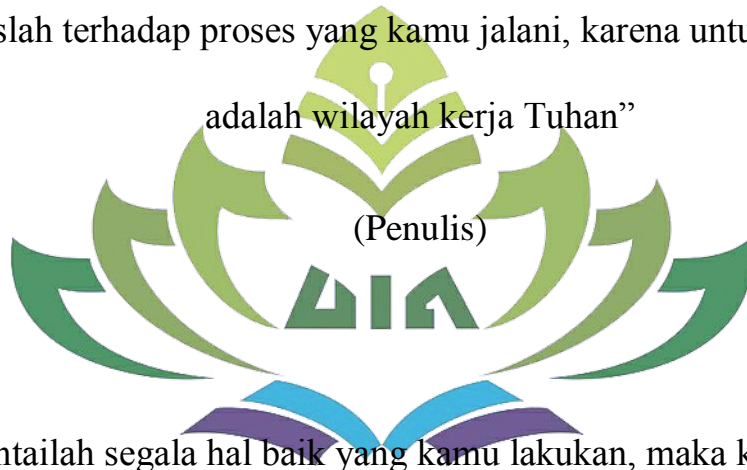 slah terhadap proses yang kamu jalani, karena untu
adalah wilayah kerja Tuhan”
(Penulis)
UIN
ntailah segala hal baik yang kamu lakukan, maka k